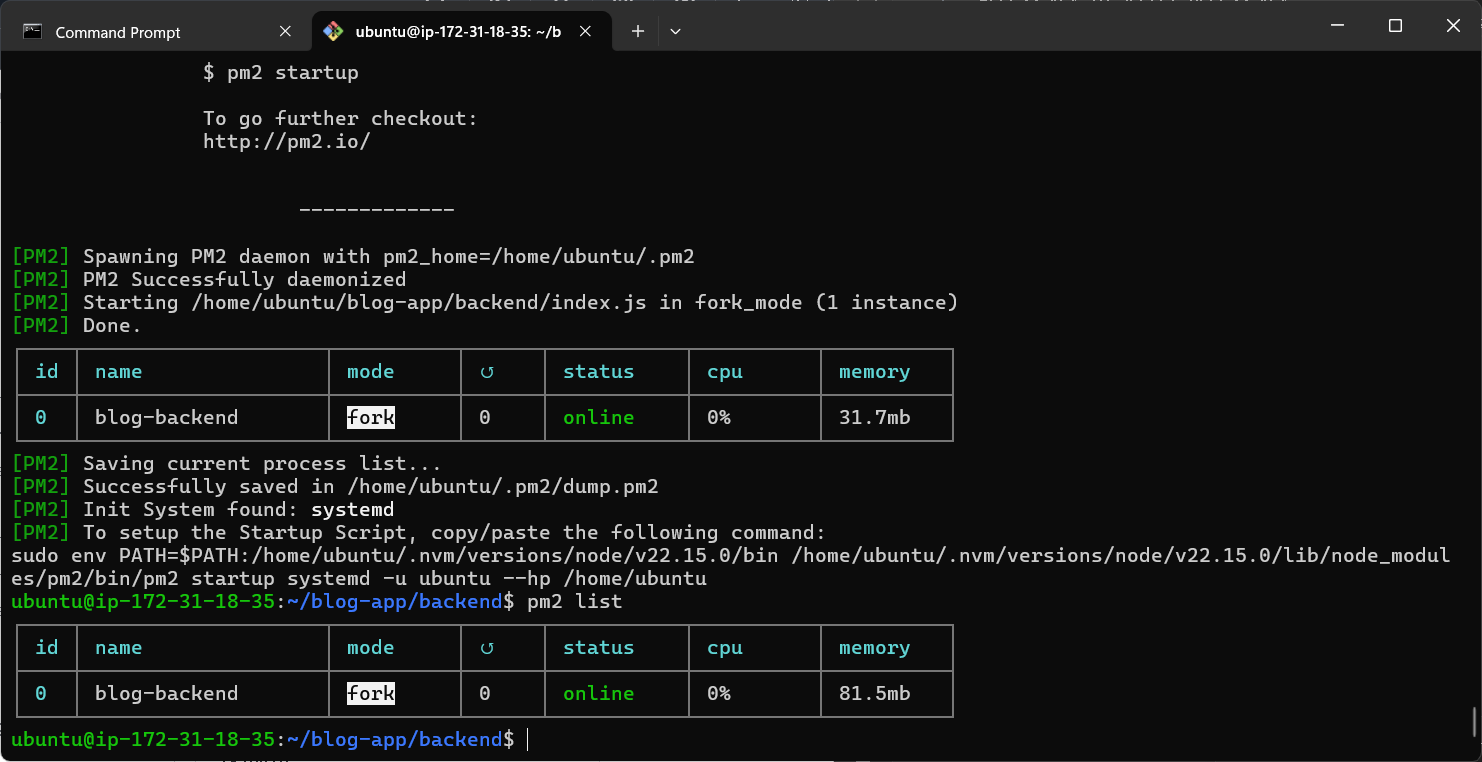 Command Prompt
ubuntu@ip-172-31-18-35: ~/b
$ pm2 startup
To go further checkout:
http://pm2.io/
-------------
[PM2] Spawning PM2 daemon with pm2_home=/home/ubuntu/.pm2
[PM2] PM2 Successfully daemonized
[PM2] Starting /home/ubuntu/blog-app/backend/index.js in fork_mode (1 instance)
[PM2] Done.
id name mode ↺ status cpu memory
0 blog-backend fork 0 online 0% 31.7mb
[PM2] Saving current process list...
[PM2] Successfully saved in /home/ubuntu/.pm2/dump.pm2
[PM2] Init System found: systemd
[PM2] To setup the Startup Script, copy/paste the following command:
sudo env PATH=$PATH:/home/ubuntu/.nvm/versions/node/v22.15.0/bin /home/ubuntu/.nvm/versions/node/v22.15.0/lib/node_modul
es/pm2/bin/pm2 startup systemd -u ubuntu --hp /home/ubuntu
ubuntu@ip-172-31-18-35:~/blog-app/backend$ pm2 list
id name mode ↺ status cpu memory
0 blog-backend fork 0 online 0% 81.5mb
ubuntu@ip-172-31-18-35:~/blog-app/backend$